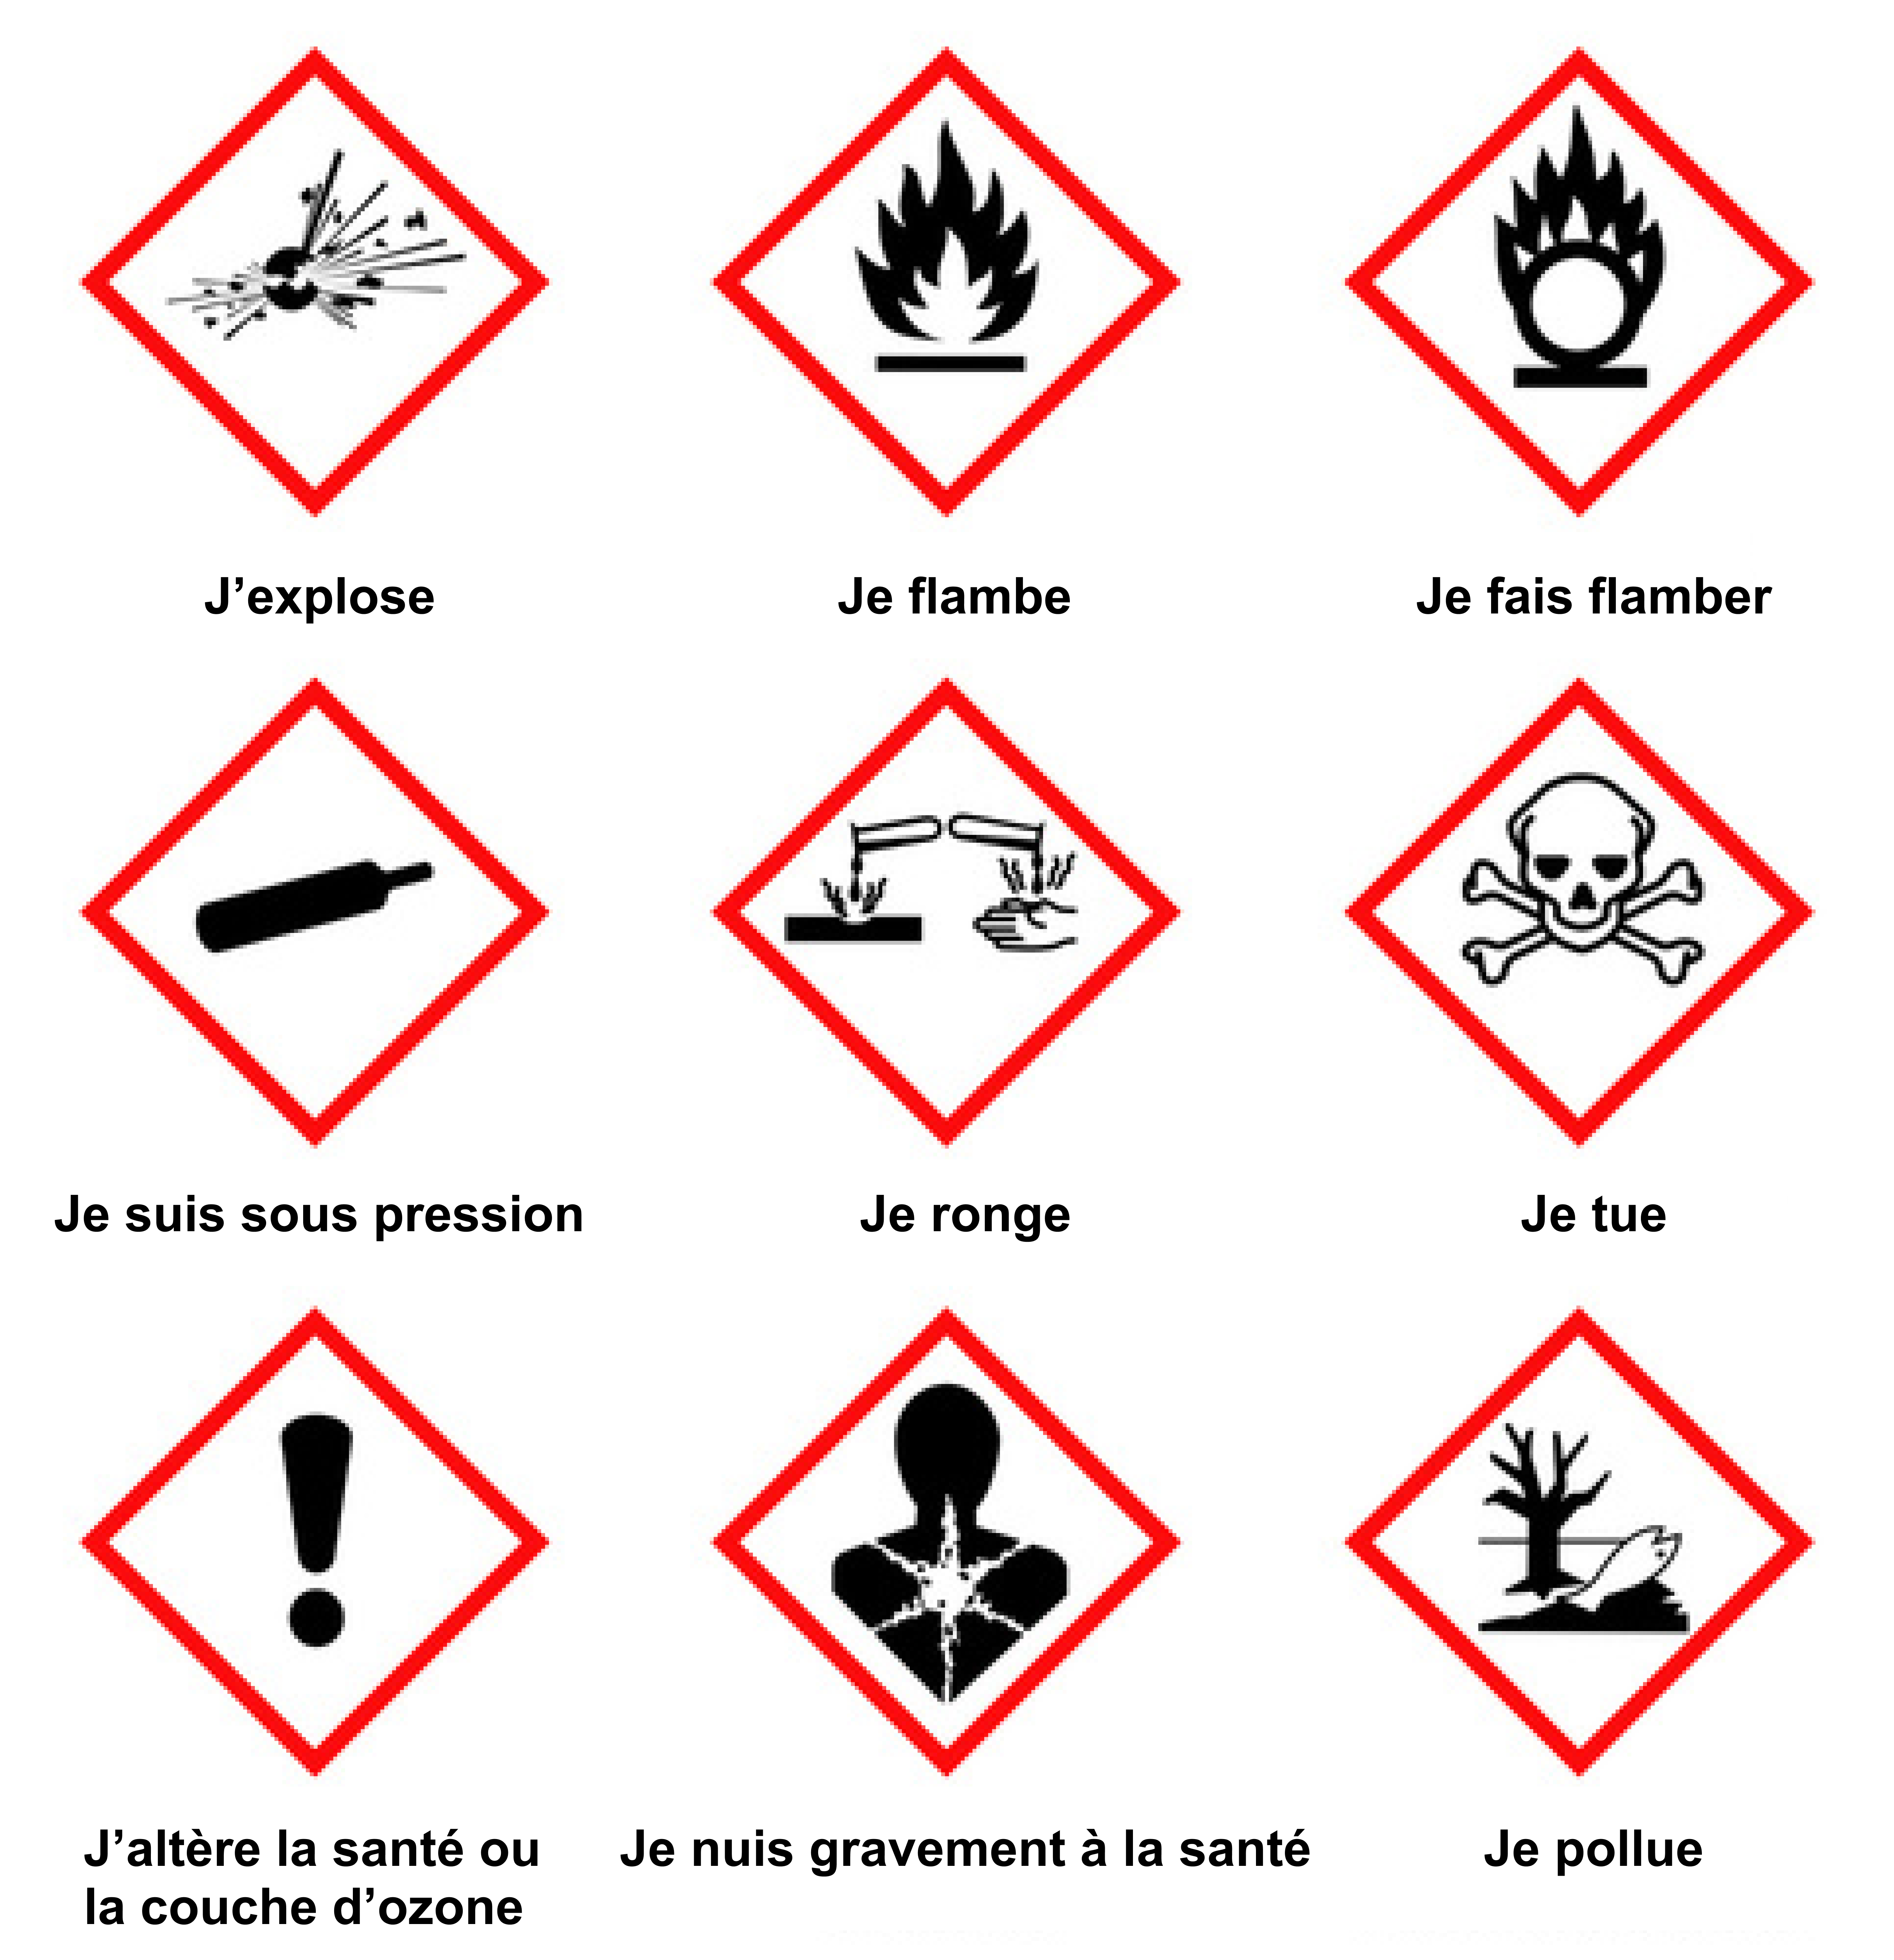 J’explose
Je flambe
Je fais flamber
Je suis sous pression
Je ronge
Je tue
J’altère la santé ou
la couche d’ozone
Je nuis gravement à la santé
Je pollue